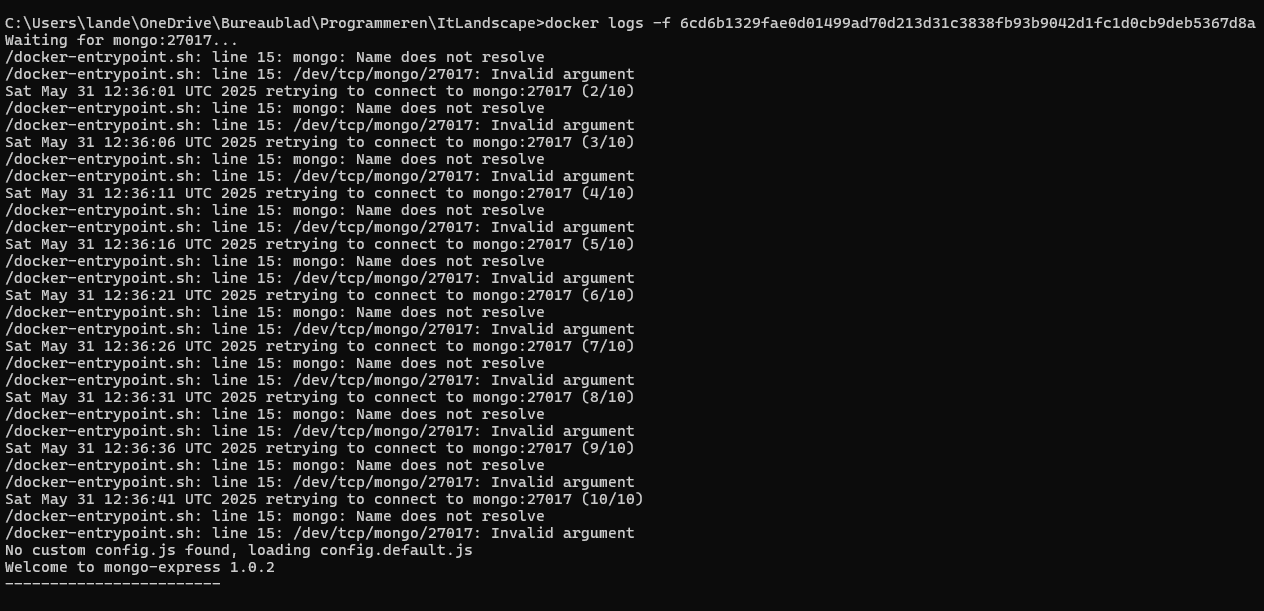 C:\Users\lande\OneDrive\Bureaublad\Programmeren\ItLandscape>docker logs -f 6cd6b1329fae0d01499ad70d213d31c3838fb93b9042d1fc1d0cb9deb5367d8a
Waiting for mongo:27017...
/docker-entrypoint.sh: line 15: mongo: Name does not resolve
/docker-entrypoint.sh: line 15: /dev/tcp/mongo/27017: Invalid argument
Sat May 31 12:36:01 UTC 2025 retrying to connect to mongo:27017 (2/10)
/docker-entrypoint.sh: line 15: mongo: Name does not resolve
/docker-entrypoint.sh: line 15: /dev/tcp/mongo/27017: Invalid argument
Sat May 31 12:36:06 UTC 2025 retrying to connect to mongo:27017 (3/10)
/docker-entrypoint.sh: line 15: mongo: Name does not resolve
/docker-entrypoint.sh: line 15: /dev/tcp/mongo/27017: Invalid argument
Sat May 31 12:36:11 UTC 2025 retrying to connect to mongo:27017 (4/10)
/docker-entrypoint.sh: line 15: mongo: Name does not resolve
/docker-entrypoint.sh: line 15: /dev/tcp/mongo/27017: Invalid argument
Sat May 31 12:36:16 UTC 2025 retrying to connect to mongo:27017 (5/10)
/docker-entrypoint.sh: line 15: mongo: Name does not resolve
/docker-entrypoint.sh: line 15: /dev/tcp/mongo/27017: Invalid argument
Sat May 31 12:36:21 UTC 2025 retrying to connect to mongo:27017 (6/10)
/docker-entrypoint.sh: line 15: mongo: Name does not resolve
/docker-entrypoint.sh: line 15: /dev/tcp/mongo/27017: Invalid argument
Sat May 31 12:36:26 UTC 2025 retrying to connect to mongo:27017 (7/10)
/docker-entrypoint.sh: line 15: mongo: Name does not resolve
/docker-entrypoint.sh: line 15: /dev/tcp/mongo/27017: Invalid argument
Sat May 31 12:36:31 UTC 2025 retrying to connect to mongo:27017 (8/10)
/docker-entrypoint.sh: line 15: mongo: Name does not resolve
/docker-entrypoint.sh: line 15: /dev/tcp/mongo/27017: Invalid argument
Sat May 31 12:36:36 UTC 2025 retrying to connect to mongo:27017 (9/10)
/docker-entrypoint.sh: line 15: mongo: Name does not resolve
/docker-entrypoint.sh: line 15: /dev/tcp/mongo/27017: Invalid argument
Sat May 31 12:36:41 UTC 2025 retrying to connect to mongo:27017 (10/10)
/docker-entrypoint.sh: line 15: mongo: Name does not resolve
/docker-entrypoint.sh: line 15: /dev/tcp/mongo/27017: Invalid argument
No custom config.js found, loading config.default.js
Welcome to mongo-express 1.0.2
------------------------